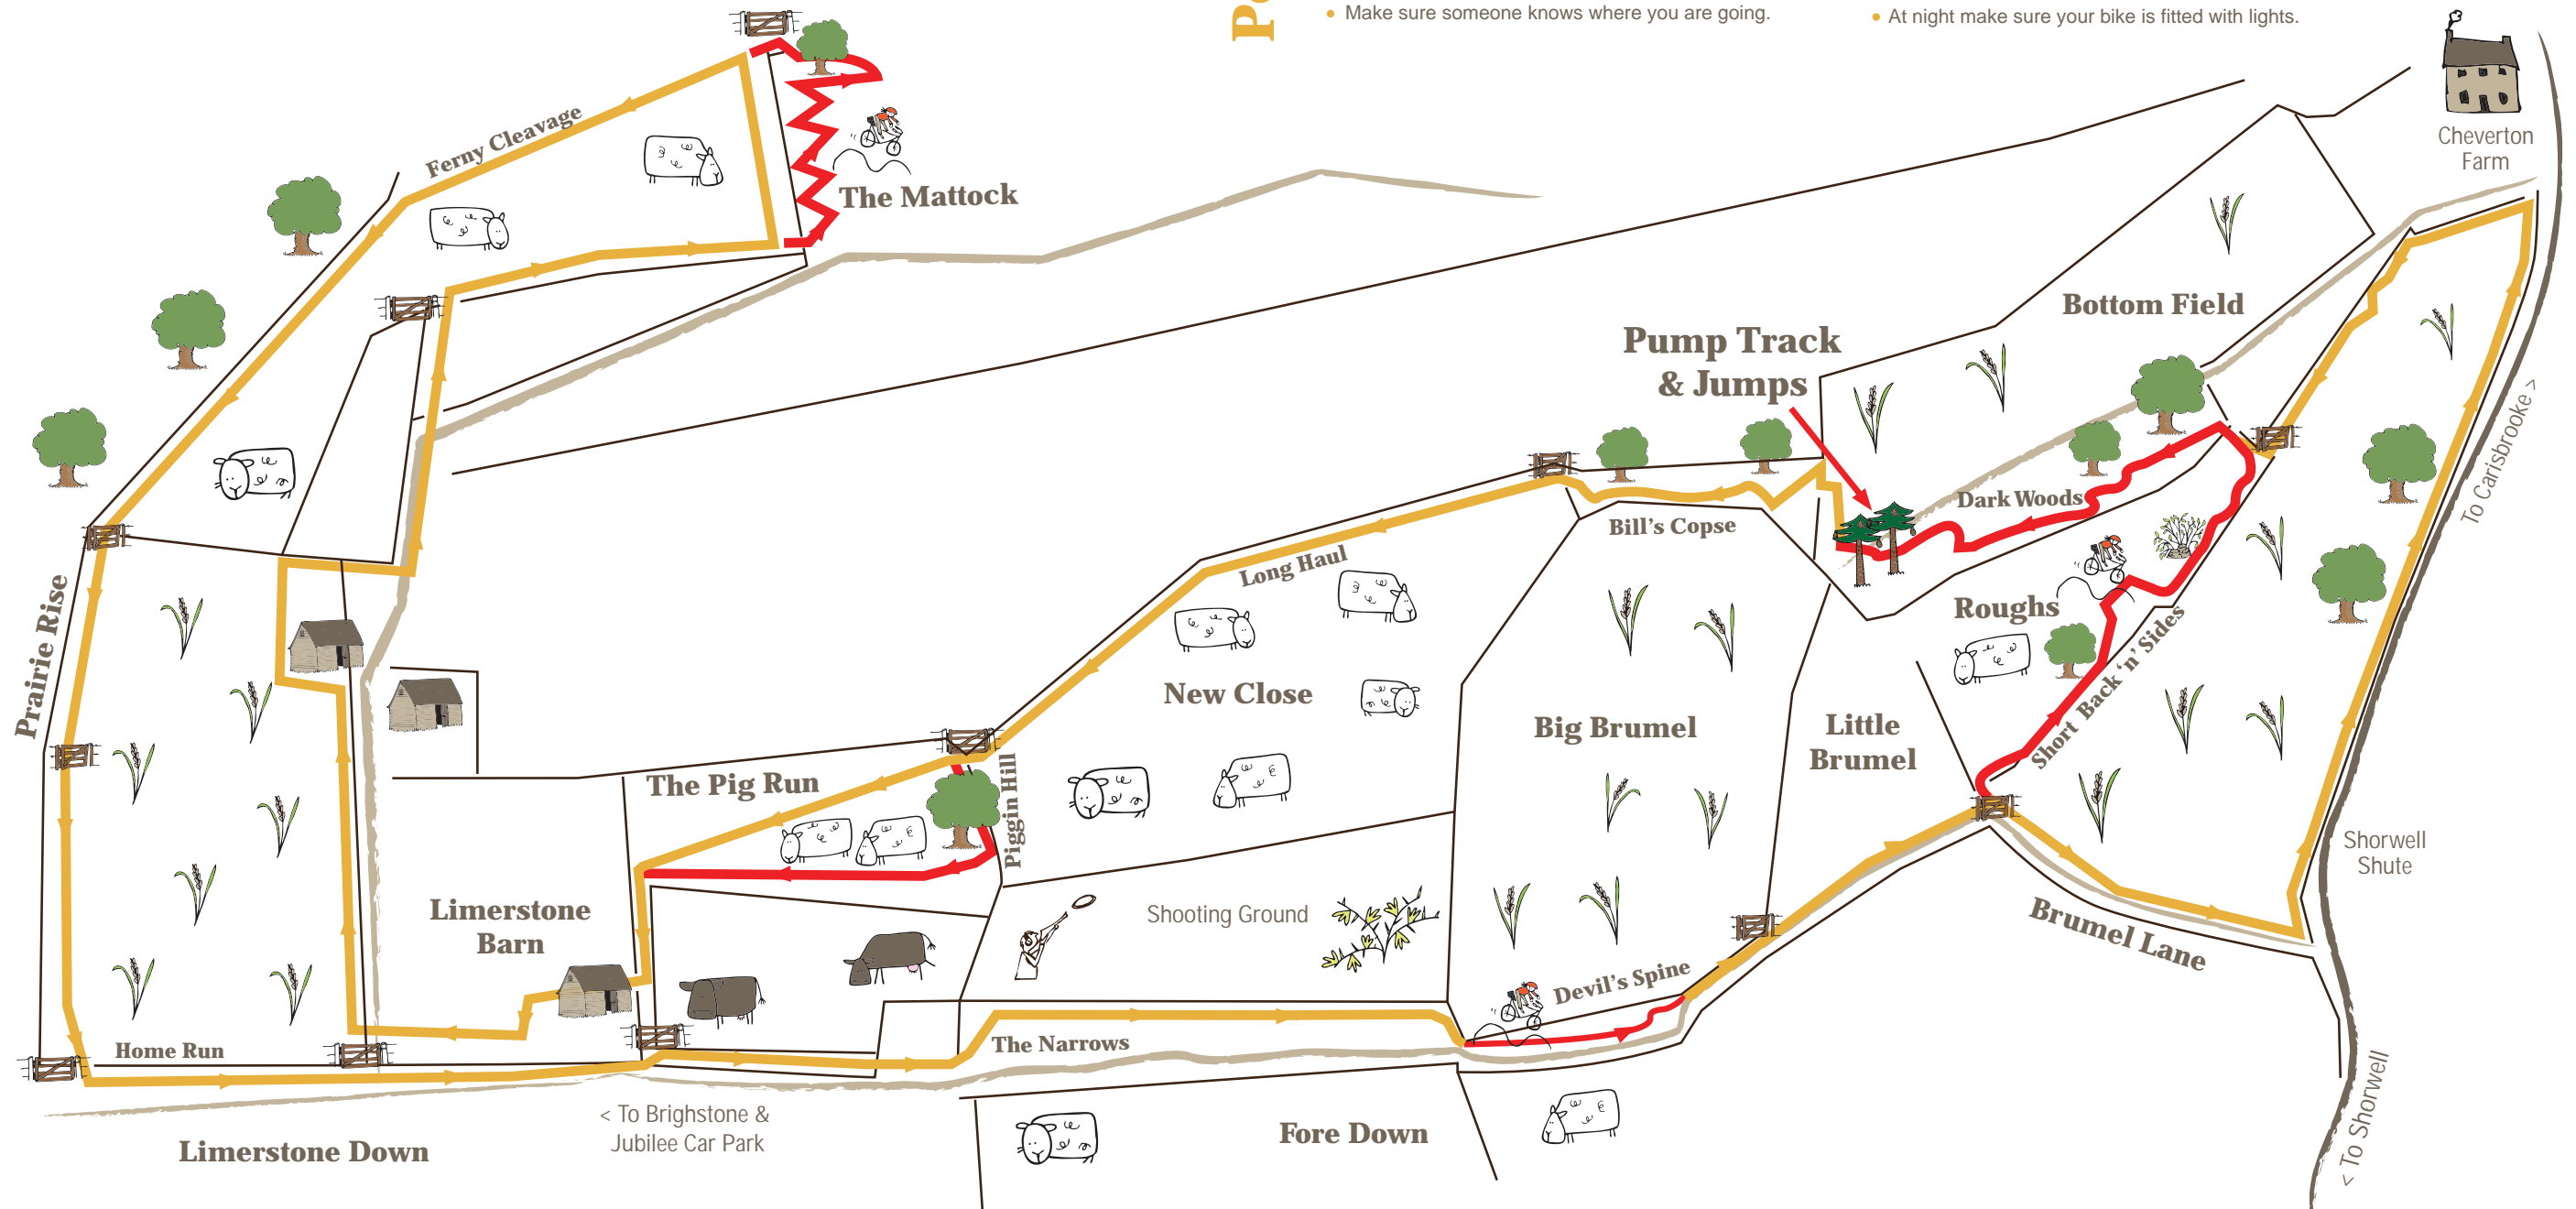 Po
• Make sure someone knows where you are going.
• At night make sure your bike is fitted with lights.
Cheverton
Farm
Ferny Cleavage
The Mattock
Bottom Field
Pump Track
& Jumps
To Carisbrooke >
Dark Woods
Bill's Copse
Long Haul
Roughs
Short Back 'n' Sides
Prairie Rise
New Close
Big Brumel
Little
Brumel
The Pig Run
Piggin Hill
Shorwell
Shute
Limerstone
Barn
Shooting Ground
Brumel Lane
Devil's Spine
Home Run
The Narrows
< To Brighstone &
Jubilee Car Park
Fore Down
Limerstone Down
< To Shorwell